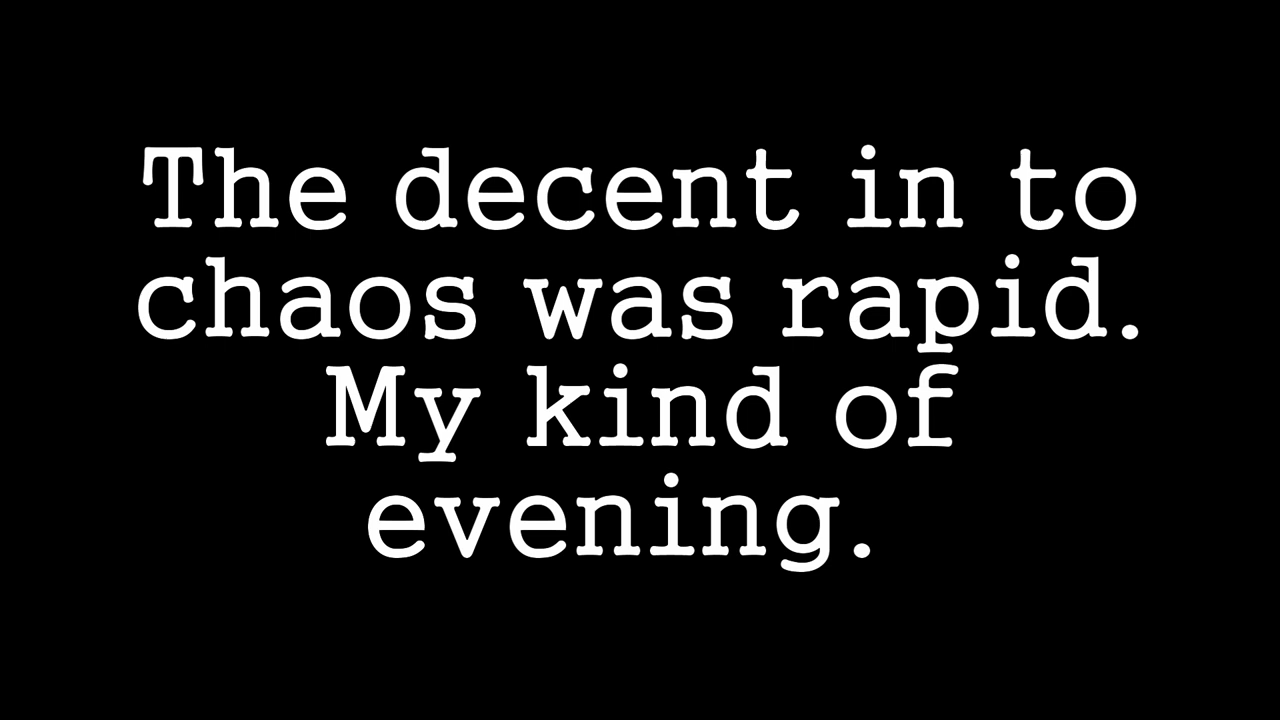 The decent in to
chaos was rapid.
My kind of
evening.